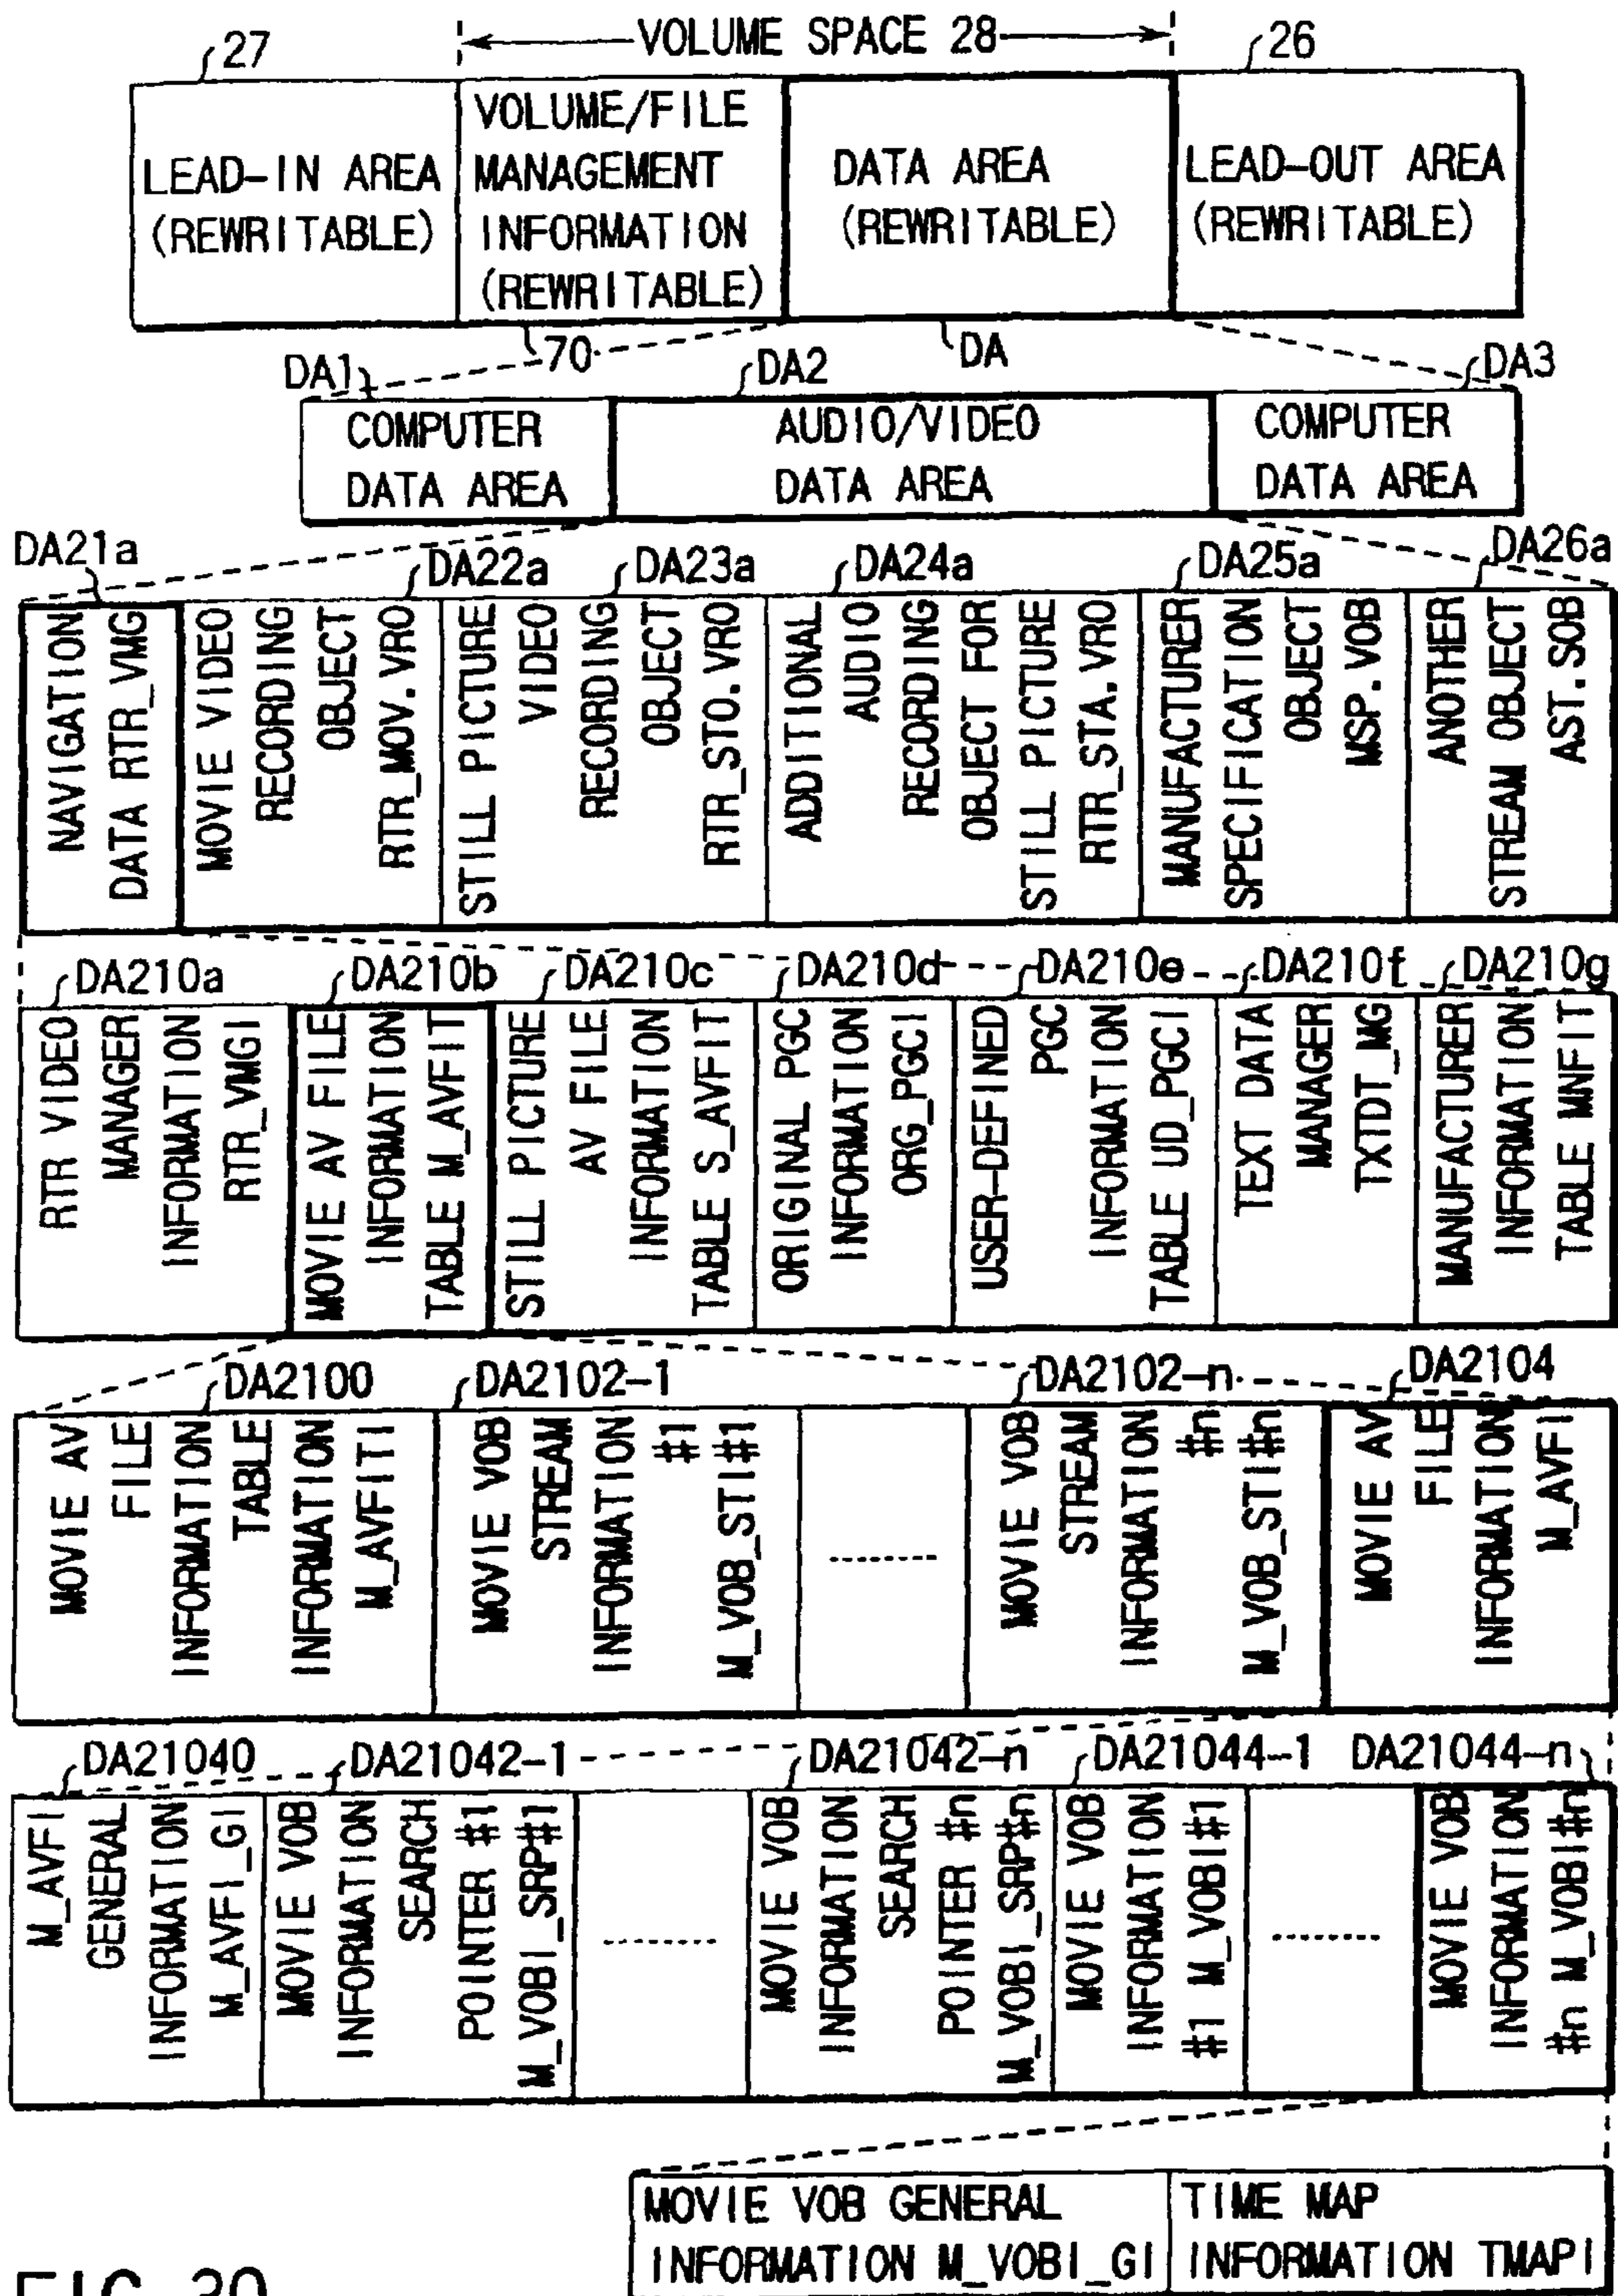 27
VOLUME SPACE 28
26
LEAD-IN AREA
(REWRITABLE)
VOLUME/FILE
MANAGEMENT
INFORMATION
(REWRITABLE)
DATA AREA
(REWRITABLE)
LEAD-OUT AREA
(REWRITABLE)
70
DA
DA1
DA2
DA3
COMPUTER
DATA AREA
AUDIO/VIDEO
DATA AREA
COMPUTER
DATA AREA
DA21a
DA22a
DA23a
DA24a
DA25a
DA26a
NAVIGATION
DATA RTR_VMG
MOVIE VIDEO
RECORDING
OBJECT
RTR_MOV.VRO
STILL PICTURE
VIDEO
RECORDING
OBJECT
RTR_STO.VRO
ADDITIONAL
AUDIO
RECORDING
OBJECT FOR
STILL PICTURE
RTR_STA.VRO
MANUFACTURER
SPECIFICATION
OBJECT
MSP.VOB
ANOTHER
STREAM OBJECT
AST.SOB
DA210a
DA210b
DA210c
DA210d
DA210e
DA210f
DA210g
RTR VIDEO
MANAGER
INFORMATION
RTR_VMGI
MOVIE AV FILE
INFORMATION
TABLE M_AVFIT
STILL PICTURE
AV FILE
INFORMATION
TABLE S_AVFIT
ORIGINAL PGC
INFORMATION
ORG_PGCI
USER-DEFINED
PGC
INFORMATION
TABLE UD_PGCI
TEXT DATA
MANAGER
TXTDT_MG
MANUFACTURER
INFORMATION
TABLE MNFIT
DA2100
DA2102-1
DA2102-n
DA2104
MOVIE AV
FILE
INFORMATION
TABLE
INFORMATION
M_AVFITI
MOVIE VOB
STREAM
INFORMATION
#1
M_VOB_STI#1
MOVIE VOB
STREAM
INFORMATION
#n
M_VOB_STI#n
MOVIE AV
FILE
INFORMATION
M_AVFI
DA21040
DA21042-1
DA21042-n
DA21044-1
DA21044-n
M_AVFI
GENERAL
INFORMATION
M_AVFI_GI
MOVIE VOB
INFORMATION
SEARCH
POINTER #1
M_VOBI_SRP#1
MOVIE VOB
INFORMATION
SEARCH
POINTER #n
M_VOBI_SRP#n
MOVIE VOB
INFORMATION
#1 M_VOBI#1
MOVIE VOB
INFORMATION
#n M_VOBI#n
MOVIE VOB GENERAL
INFORMATION M_VOBI_GI
TIME MAP
INFORMATION TMAPI